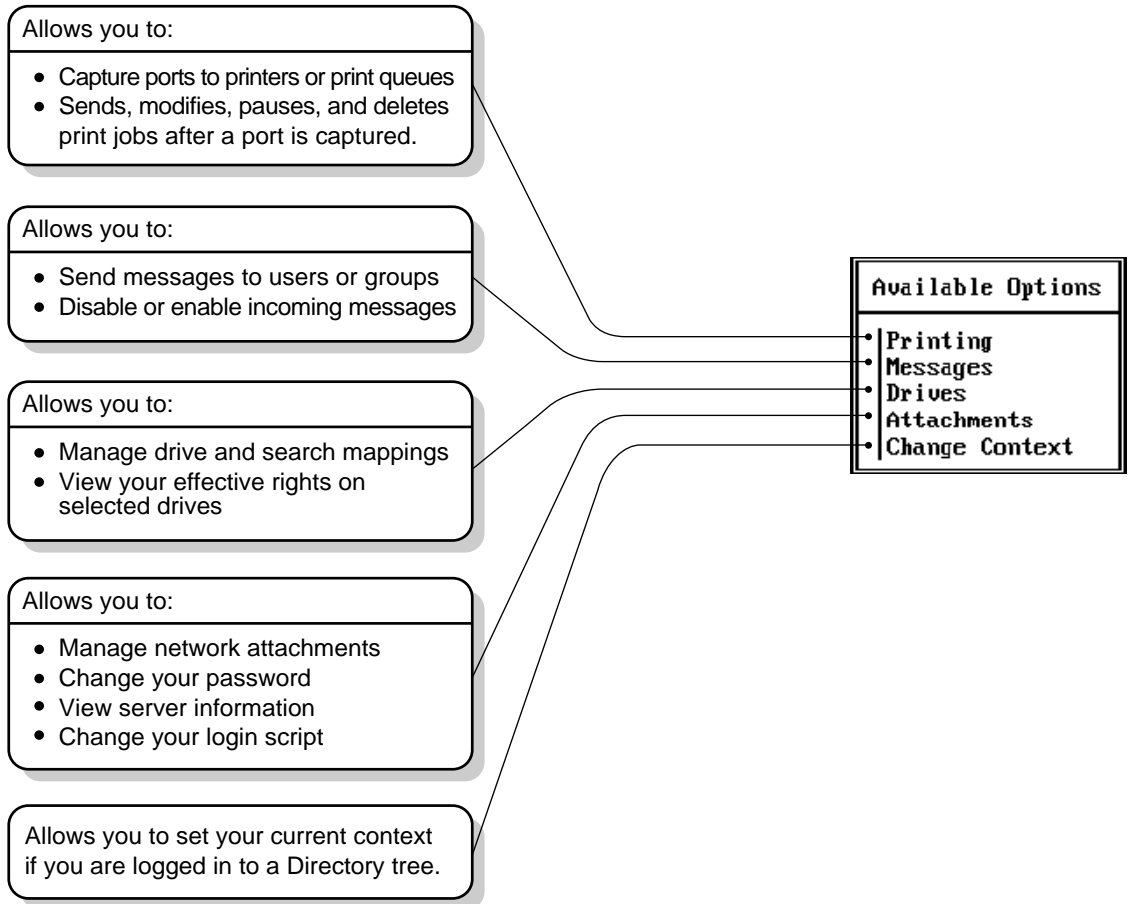 Allows you to:
• Capture ports to printers or print queues
• Sends, modifies, pauses, and deletes
print jobs after a port is captured.
Allows you to:
• Send messages to users or groups
• Disable or enable incoming messages
Allows you to:
• Manage drive and search mappings
• View your effective rights on
selected drives
Allows you to:
• Manage network attachments
• Change your password
• View server information
• Change your login script
Allows you to set your current context
if you are logged in to a Directory tree.
Available Options
Printing
Messages
Drives
Attachments
Change Context